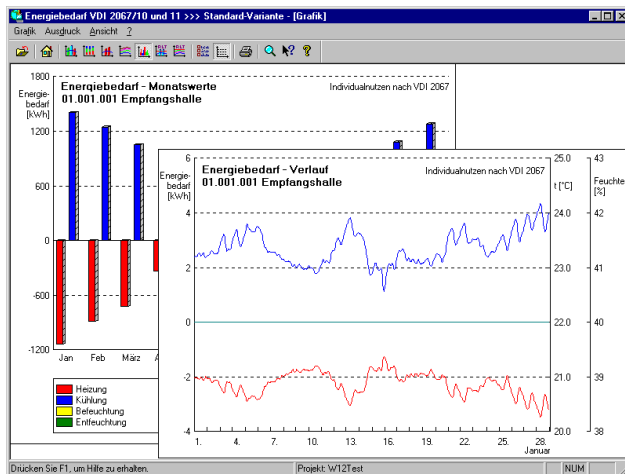 Energiebedarf VDI 2067/10 und 11 >>> Standard-Variante - [Grafik]
Grafik Ausdruck Ansicht ?
Energiebedarf - Monatswerte
01.001.001 Empfangshalle
Individualnutzen nach VDI 2067
Energie-
bedarf
[kWh]
1800
1200
600
0
-600
-1200
Jan Feb März
Heizung
Kühlung
Befeuchtung
Entfeuchtung
Energiebedarf - Verlauf
01.001.001 Empfangshalle
Individualnutzen nach VDI 2067
Energie-
bedarf
[kWh]
6
4
2
0
-2
-4
25.0
t [°C]
24.0
23.0
22.0
21.0
20.0
43
Feuchte
[%]
42
41
40
39
38
1. 4. 7. 10. 13. 16. 19. 22. 25. 28.
Januar
Drücken Sie F1, um Hilfe zu erhalten. Projekt: W12Test NUM